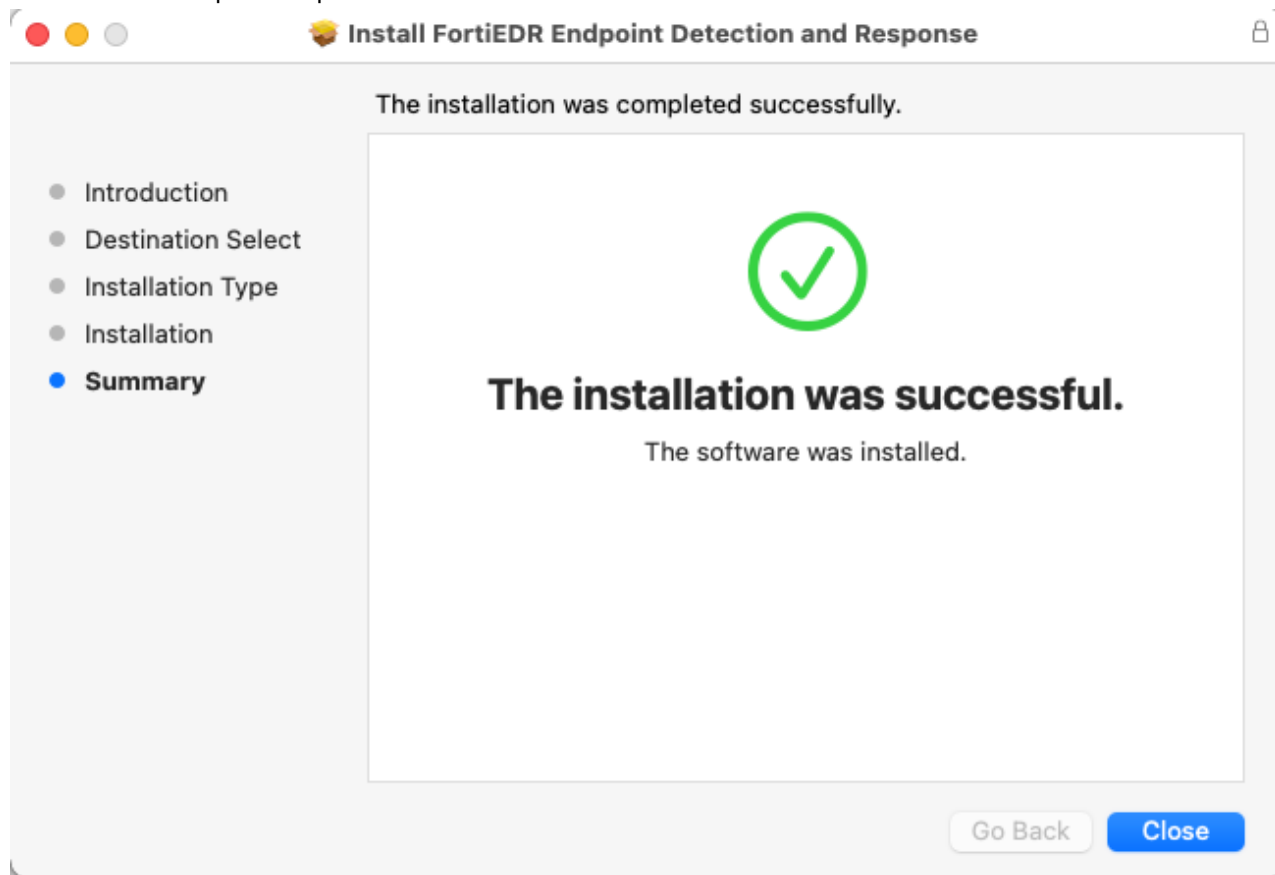 Install FortiEDR Endpoint Detection and Response
The installation was completed successfully.
Introduction
Destination Select
Installation Type
Installation
Summary
The installation was successful.
The software was installed.
Go Back
Close